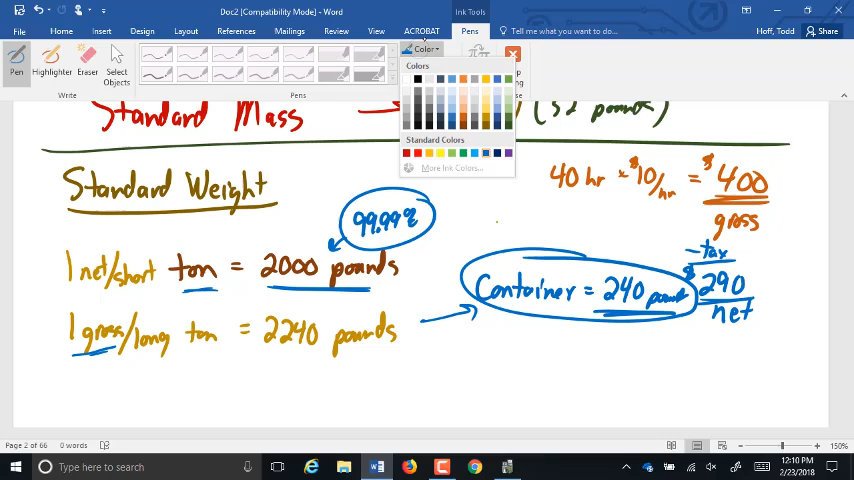 Doc2 [Compatibility Mode] - Word
Ink Tools
Hoff, Todd
File Home Insert Design Layout References Mailings Review View ACROBAT Pens Tell me what you want to do... Hoff, Todd Share
Color
Pen Highlighter Eraser Select Objects
Write Pens
Colors
Standard Colors
More Ink Colors...
Standard Mass (32 pounds)
Standard Weight
40 hr × $10/hr = $400
gross
99.99%
1 net/short ton = 2000 pounds
- tax
Container = 240 pounds
$290
net
1 gross/long ton = 2240 pounds
Page 2 of 66 0 words 150%
Type here to search
12:10 PM
2/23/2018